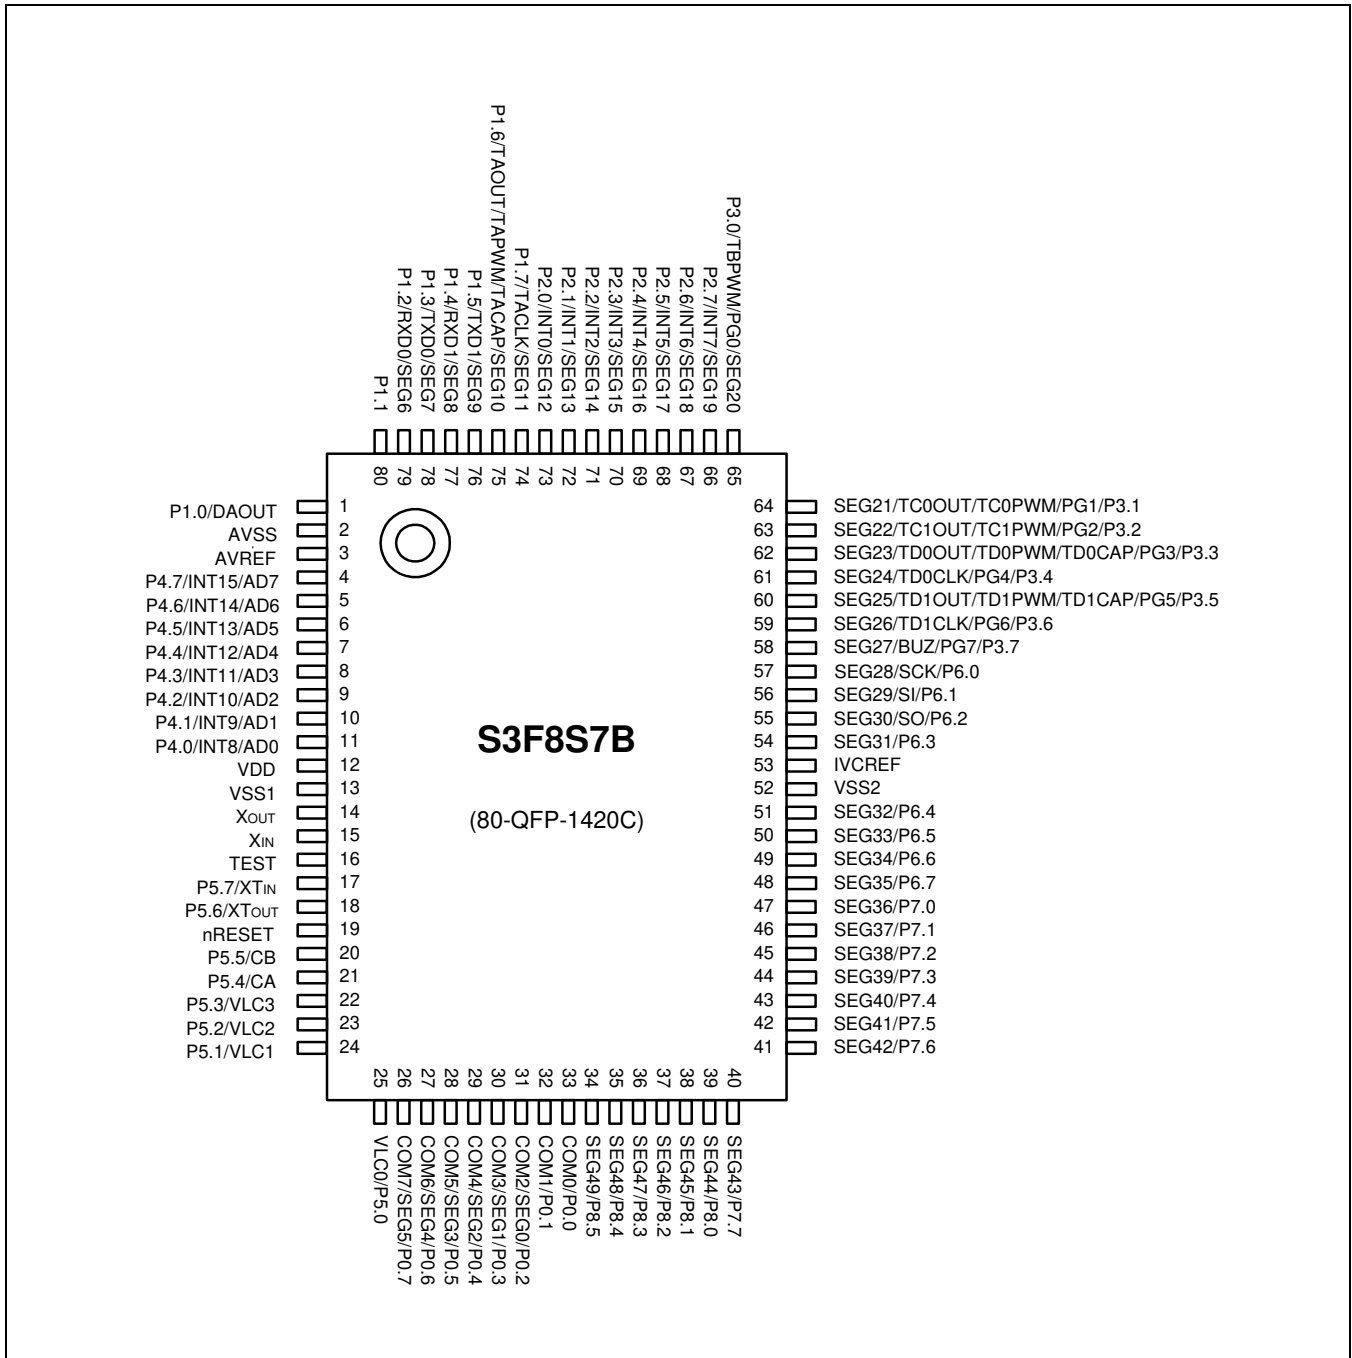 P1.1
P1.2/RXD0/SEG6
P1.3/TXD0/SEG7
P1.4/RXD1/SEG8
P1.5/TXD1/SEG9
P1.6/TAOUT/TAPWM/TACAP/SEG10
P1.7/TACLK/SEG11
P2.0/INT0/SEG12
P2.1/INT1/SEG13
P2.2/INT2/SEG14
P2.3/INT3/SEG15
P2.4/INT4/SEG16
P2.5/INT5/SEG17
P2.6/INT6/SEG18
P2.7/INT7/SEG19
P3.0/TBPWM/PG0/SEG20
80
79
78
77
76
75
74
73
72
71
70
69
68
67
66
65
P1.0/DAOUT 1
AVSS 2
AVREF 3
P4.7/INT15/AD7 4
P4.6/INT14/AD6 5
P4.5/INT13/AD5 6
P4.4/INT12/AD4 7
P4.3/INT11/AD3 8
P4.2/INT10/AD2 9
P4.1/INT9/AD1 10
P4.0/INT8/AD0 11
VDD 12
VSS1 13
XOUT 14
XIN 15
TEST 16
P5.7/XTIN 17
P5.6/XTOUT 18
nRESET 19
P5.5/CB 20
P5.4/CA 21
P5.3/VLC3 22
P5.2/VLC2 23
P5.1/VLC1 24
S3F8S7B
(80-QFP-1420C)
64 SEG21/TC0OUT/TC0PWM/PG1/P3.1
63 SEG22/TC1OUT/TC1PWM/PG2/P3.2
62 SEG23/TD0OUT/TD0PWM/TD0CAP/PG3/P3.3
61 SEG24/TD0CLK/PG4/P3.4
60 SEG25/TD1OUT/TD1PWM/TD1CAP/PG5/P3.5
59 SEG26/TD1CLK/PG6/P3.6
58 SEG27/BUZ/PG7/P3.7
57 SEG28/SCK/P6.0
56 SEG29/SI/P6.1
55 SEG30/SO/P6.2
54 SEG31/P6.3
53 IVCREF
52 VSS2
51 SEG32/P6.4
50 SEG33/P6.5
49 SEG34/P6.6
48 SEG35/P6.7
47 SEG36/P7.0
46 SEG37/P7.1
45 SEG38/P7.2
44 SEG39/P7.3
43 SEG40/P7.4
42 SEG41/P7.5
41 SEG42/P7.6
25
26
27
28
29
30
31
32
33
34
35
36
37
38
39
40
VLC0/P5.0
COM7/SEG5/P0.7
COM6/SEG4/P0.6
COM5/SEG3/P0.5
COM4/SEG2/P0.4
COM3/SEG1/P0.3
COM2/SEG0/P0.2
COM1/P0.1
COM0/P0.0
SEG49/P8.5
SEG48/P8.4
SEG47/P8.3
SEG46/P8.2
SEG45/P8.1
SEG44/P8.0
SEG43/P7.7